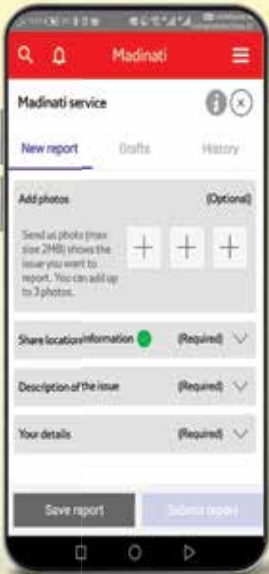 Madinati
Madinati service
New report
Drafts
History
Add photos
(Optional)
Send us photo (max
size 2MB) shows the
issue you want to
report. You can add up
to 3 photos.
Share location information
(Required)
Description of the issue
(Required)
Your details
(Required)
Save report
Submit report